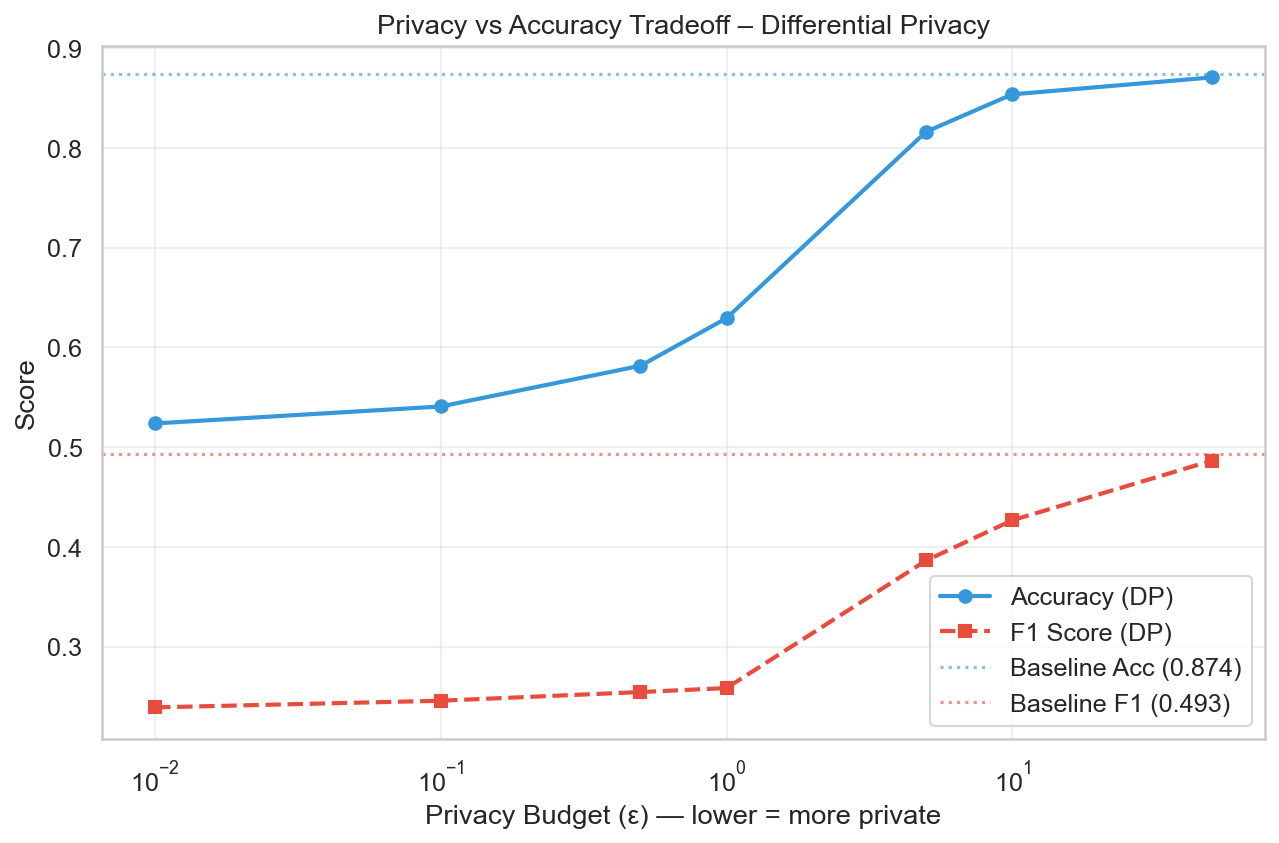 Privacy vs Accuracy Tradeoff – Differential Privacy
0.9
0.8
0.7
0.6
0.5
0.4
0.3
Score
10⁻²
10⁻¹
10⁰
10¹
Privacy Budget (ε) — lower = more private
Accuracy (DP)
F1 Score (DP)
Baseline Acc (0.874)
Baseline F1 (0.493)